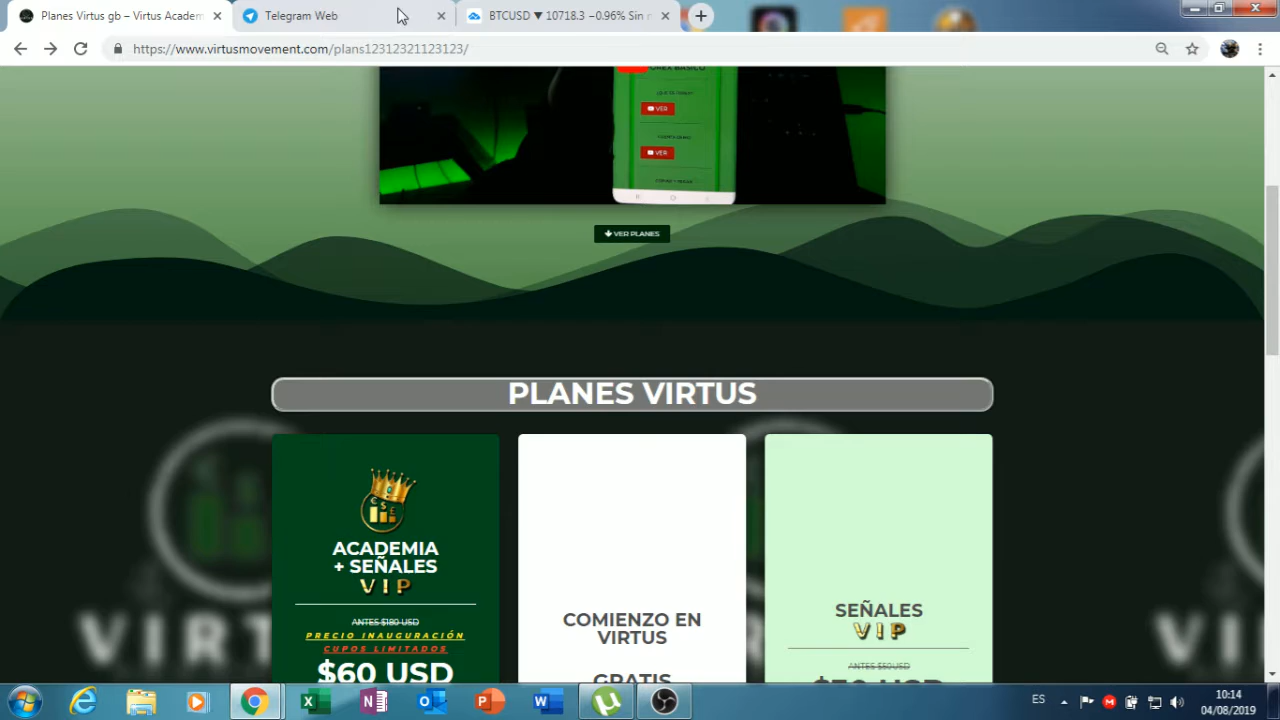 Planes Virtus gb – Virtus Academ
Telegram Web
BTCUSD ▼ 10718.3 −0.96% Sin n
https://www.virtusmovement.com/plans12312321123123/
VER
VER
VER PLANES
PLANES VIRTUS
ACADEMIA
+ SEÑALES
VIP
ANTES $180 USD
PRECIO INAUGURACIÓN
CUPOS LIMITADOS
$60 USD
COMIENZO EN
VIRTUS
GRATIS
SEÑALES
VIP
ANTES $50USD
ES
10:14
04/08/2019